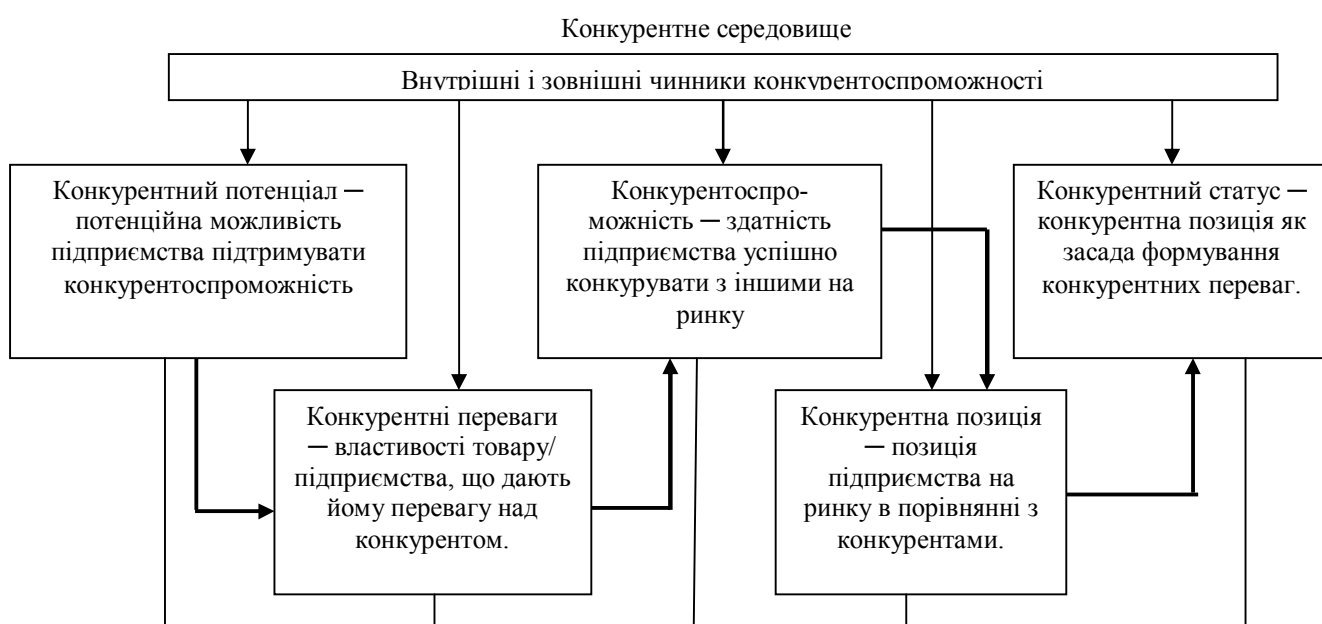 Конкурентне середовище
Внутрішні і зовнішні чинники конкурентоспроможності
Конкурентний потенціал —
потенційна можливість
підприємства підтримувати
конкурентоспроможність
Конкурентоспро-
можність — здатність
підприємства успішно
конкурувати з іншими на
ринку
Конкурентний статус —
конкурентна позиція як
засада формування
конкурентних переваг.
Конкурентні переваги
— властивості товару/
підприємства, що дають
йому перевагу над
конкурентом.
Конкурентна позиція
— позиція
підприємства на
ринку в порівнянні з
конкурентами.